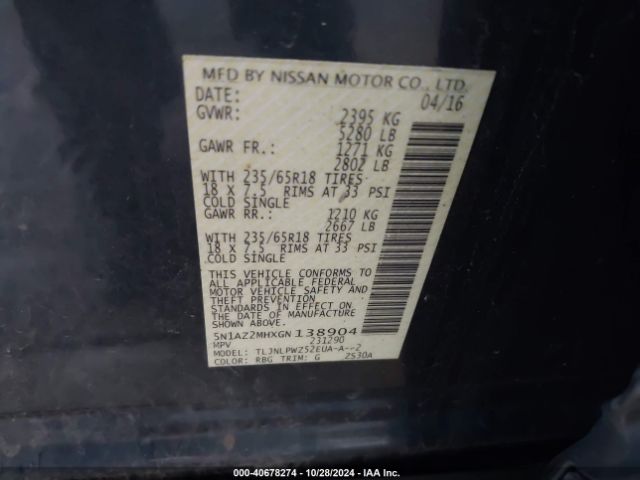 MFD BY NISSAN MOTOR CO., LTD.
DATE: 04/16
GVWR: 2395 KG
5280 LB
GAWR FR.: 1271 KG
2802 LB
WITH 235/65R18 TIRES
18 X 7.5 RIMS AT 33 PSI
COLD SINGLE
GAWR RR.: 1210 KG
2667 LB
WITH 235/65R18 TIRES
18 X 7.5 RIMS AT 33 PSI
COLD SINGLE
THIS VEHICLE CONFORMS TO
ALL APPLICABLE FEDERAL
MOTOR VEHICLE SAFETY AND
THEFT PREVENTION
STANDARDS IN EFFECT ON
THE DATE OF MANUFACTURE
SHOWN ABOVE.
5N1AZ2MHXGN138904
MPV 231290
MODEL: TLJNLPWZ52EUA-A--2
COLOR: RBG TRIM: G ZS30A
000-40678274 | 10/28/2024 | IAA Inc.